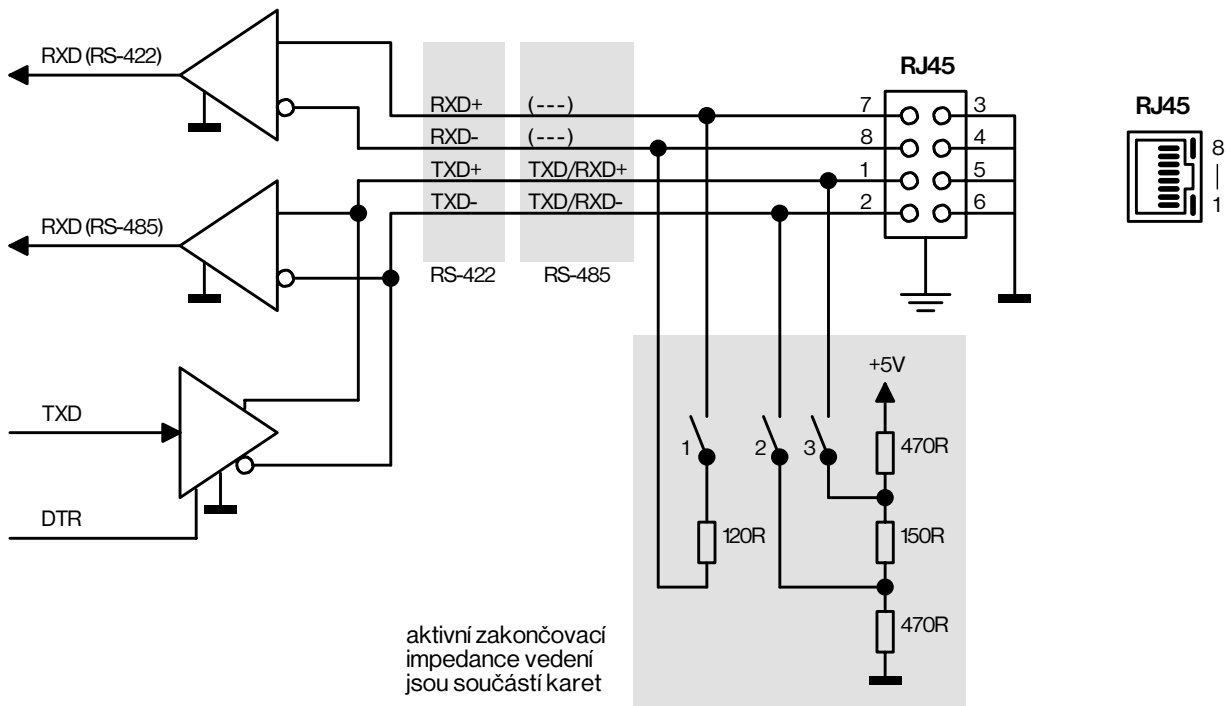 RXD (RS-422)
RXD+ (---)
RXD- (---)
TXD+ TXD/RXD+
TXD- TXD/RXD-
RS-422 RS-485
RXD (RS-485)
TXD
DTR
RJ45
7 3
8 4
1 5
2 6
RJ45
8
1
+5V
1 2 3
470R
120R
150R
470R
aktivní zakončovací
impedance vedení
jsou součástí karet